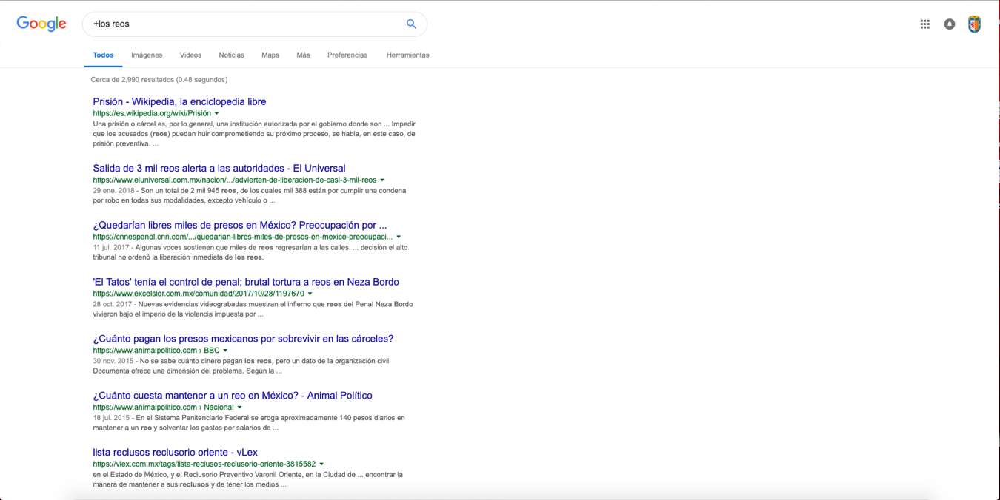 Google
+los reos
Todos Imágenes Videos Noticias Maps Más Preferencias Herramientas
Cerca de 2,990 resultados (0.48 segundos)
Prisión - Wikipedia, la enciclopedia libre
https://es.wikipedia.org/wiki/Prisión
Una prisión o cárcel es, por lo general, una institución autorizada por el gobierno donde son ... Impedir
que los acusados (reos) puedan huir comprometiendo su próximo proceso, se habla, en este caso, de
prisión preventiva. ...
Salida de 3 mil reos alerta a las autoridades - El Universal
https://www.eluniversal.com.mx/nacion/.../advierten-de-liberacion-de-casi-3-mil-reos
29 ene. 2018 - Son un total de 2 mil 945 reos, de los cuales mil 388 están por cumplir una condena
por robo en todas sus modalidades, excepto vehículo o ...
¿Quedarían libres miles de presos en México? Preocupación por ...
https://cnnespanol.cnn.com/.../quedarian-libres-miles-de-presos-en-mexico-preocupaci...
11 jul. 2017 - Algunas voces sostienen que miles de reos regresarían a las calles. ... decisión el alto
tribunal no ordenó la liberación inmediata de los reos.
'El Tatos' tenía el control de penal; brutal tortura a reos en Neza Bordo
https://www.excelsior.com.mx/comunidad/2017/10/28/1197670
28 oct. 2017 - Nuevas evidencias videograbadas muestran el infierno que reos del Penal Neza Bordo
vivieron bajo el imperio de la violencia impuesta por ...
¿Cuánto pagan los presos mexicanos por sobrevivir en las cárceles?
https://www.animalpolitico.com › BBC
30 nov. 2015 - No se sabe cuánto dinero pagan los reos, pero un dato de la organización civil
Documenta ofrece una dimensión del problema. Según la ...
¿Cuánto cuesta mantener a un reo en México? - Animal Político
https://www.animalpolitico.com › Nacional
18 jul. 2015 - En el Sistema Penitenciario Federal se eroga aproximadamente 140 pesos diarios en
mantener a un reo y solventar los gastos por salarios de ...
lista reclusos reclusorio oriente - vLex
https://vlex.com.mx/tags/lista-reclusos-reclusorio-oriente-3815582
en el Estado de México, y el Reclusorio Preventivo Varonil Oriente, en la Ciudad de ... encontrar la
manera de mantener a sus reclusos y de tener los medios ...